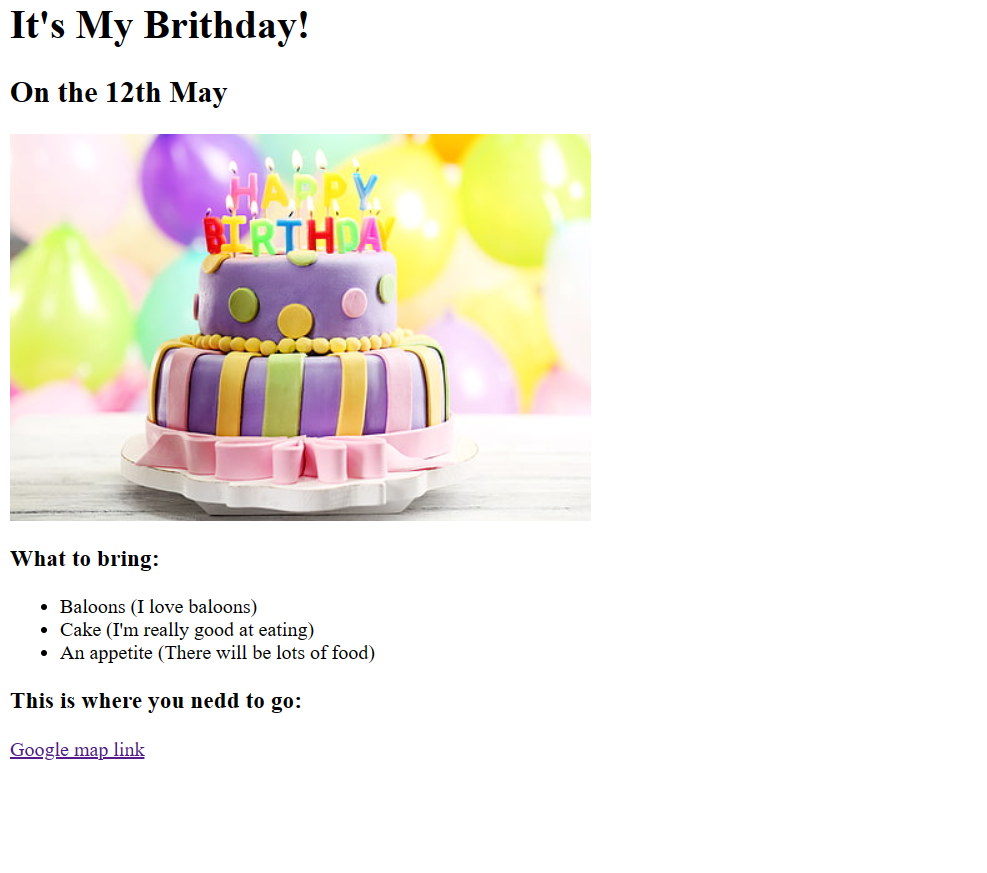 It's My Brithday!
On the 12th May
HAPPY
BIRTHDAY
What to bring:
Baloons (I love baloons)
Cake (I'm really good at eating)
An appetite (There will be lots of food)
This is where you nedd to go:
Google map link